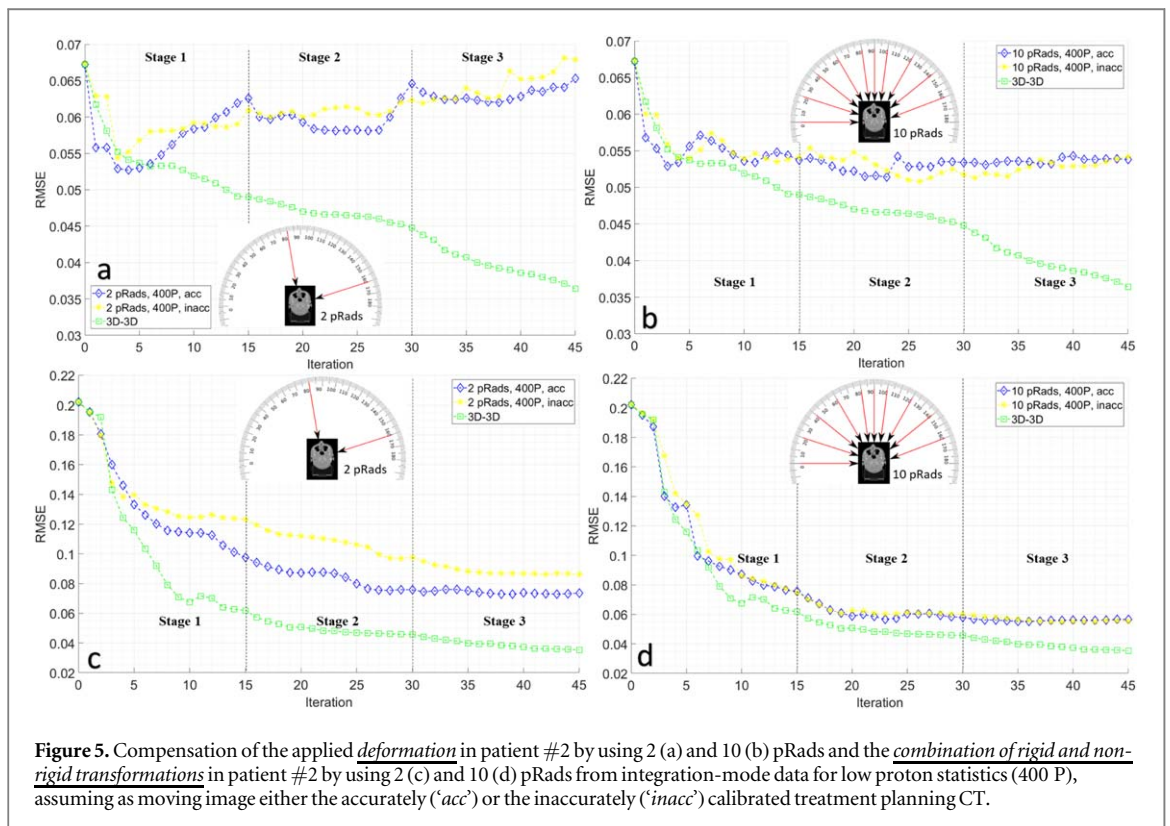 0.07
0.065
0.06
0.055
0.05
0.045
0.04
0.035
0.03
RMSE
Stage 1
Stage 2
Stage 3
a
2 pRads, 400P, acc
2 pRads, 400P, inacc
3D-3D
2 pRads
0 5 10 15 20 25 30 35 40 45
Iteration
0.07
0.065
0.06
0.055
0.05
0.045
0.04
0.035
0.03
RMSE
10 pRads, 400P, acc
10 pRads, 400P, inacc
3D-3D
10 pRads
Stage 1
Stage 2
Stage 3
b
0 5 10 15 20 25 30 35 40 45
Iteration
0.22
0.2
0.18
0.16
0.14
0.12
0.1
0.08
0.06
0.04
0.02
RMSE
2 pRads, 400P, acc
2 pRads, 400P, inacc
3D-3D
2 pRads
Stage 1
Stage 2
Stage 3
c
0 5 10 15 20 25 30 35 40 45
Iteration
0.22
0.2
0.18
0.16
0.14
0.12
0.1
0.08
0.06
0.04
0.02
RMSE
10 pRads, 400P, acc
10 pRads, 400P, inacc
3D-3D
10 pRads
Stage 1
Stage 2
Stage 3
d
0 5 10 15 20 25 30 35 40 45
Iteration
Figure 5. Compensation of the applied deformation in patient #2 by using 2 (a) and 10 (b) pRads and the combination of rigid and non-
rigid transformations in patient #2 by using 2 (c) and 10 (d) pRads from integration-mode data for low proton statistics (400 P),
assuming as moving image either the accurately (‘acc’) or the inaccurately (‘inacc’) calibrated treatment planning CT.